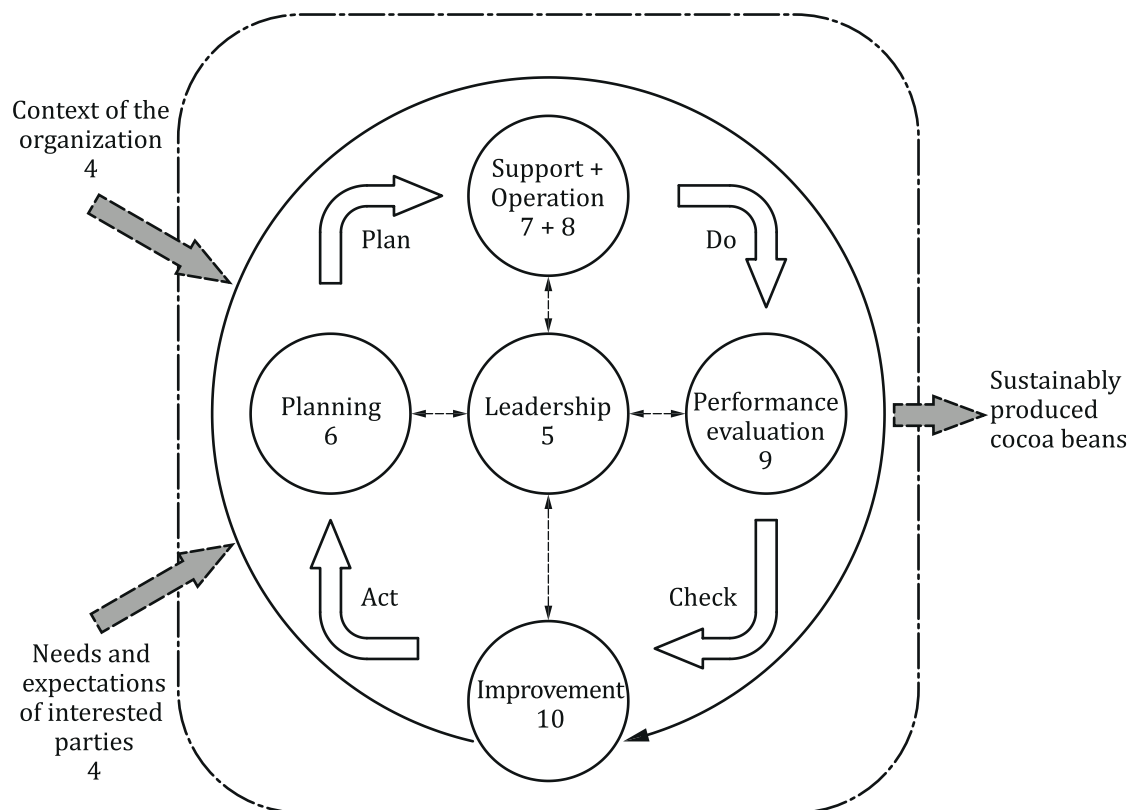 Context of the
organization
4
Support +
Operation
7 + 8
Plan
Do
Planning
6
Leadership
5
Performance
evaluation
9
Sustainably
produced
cocoa beans
Act
Check
Needs and
expectations
of interested
parties
4
Improvement
10